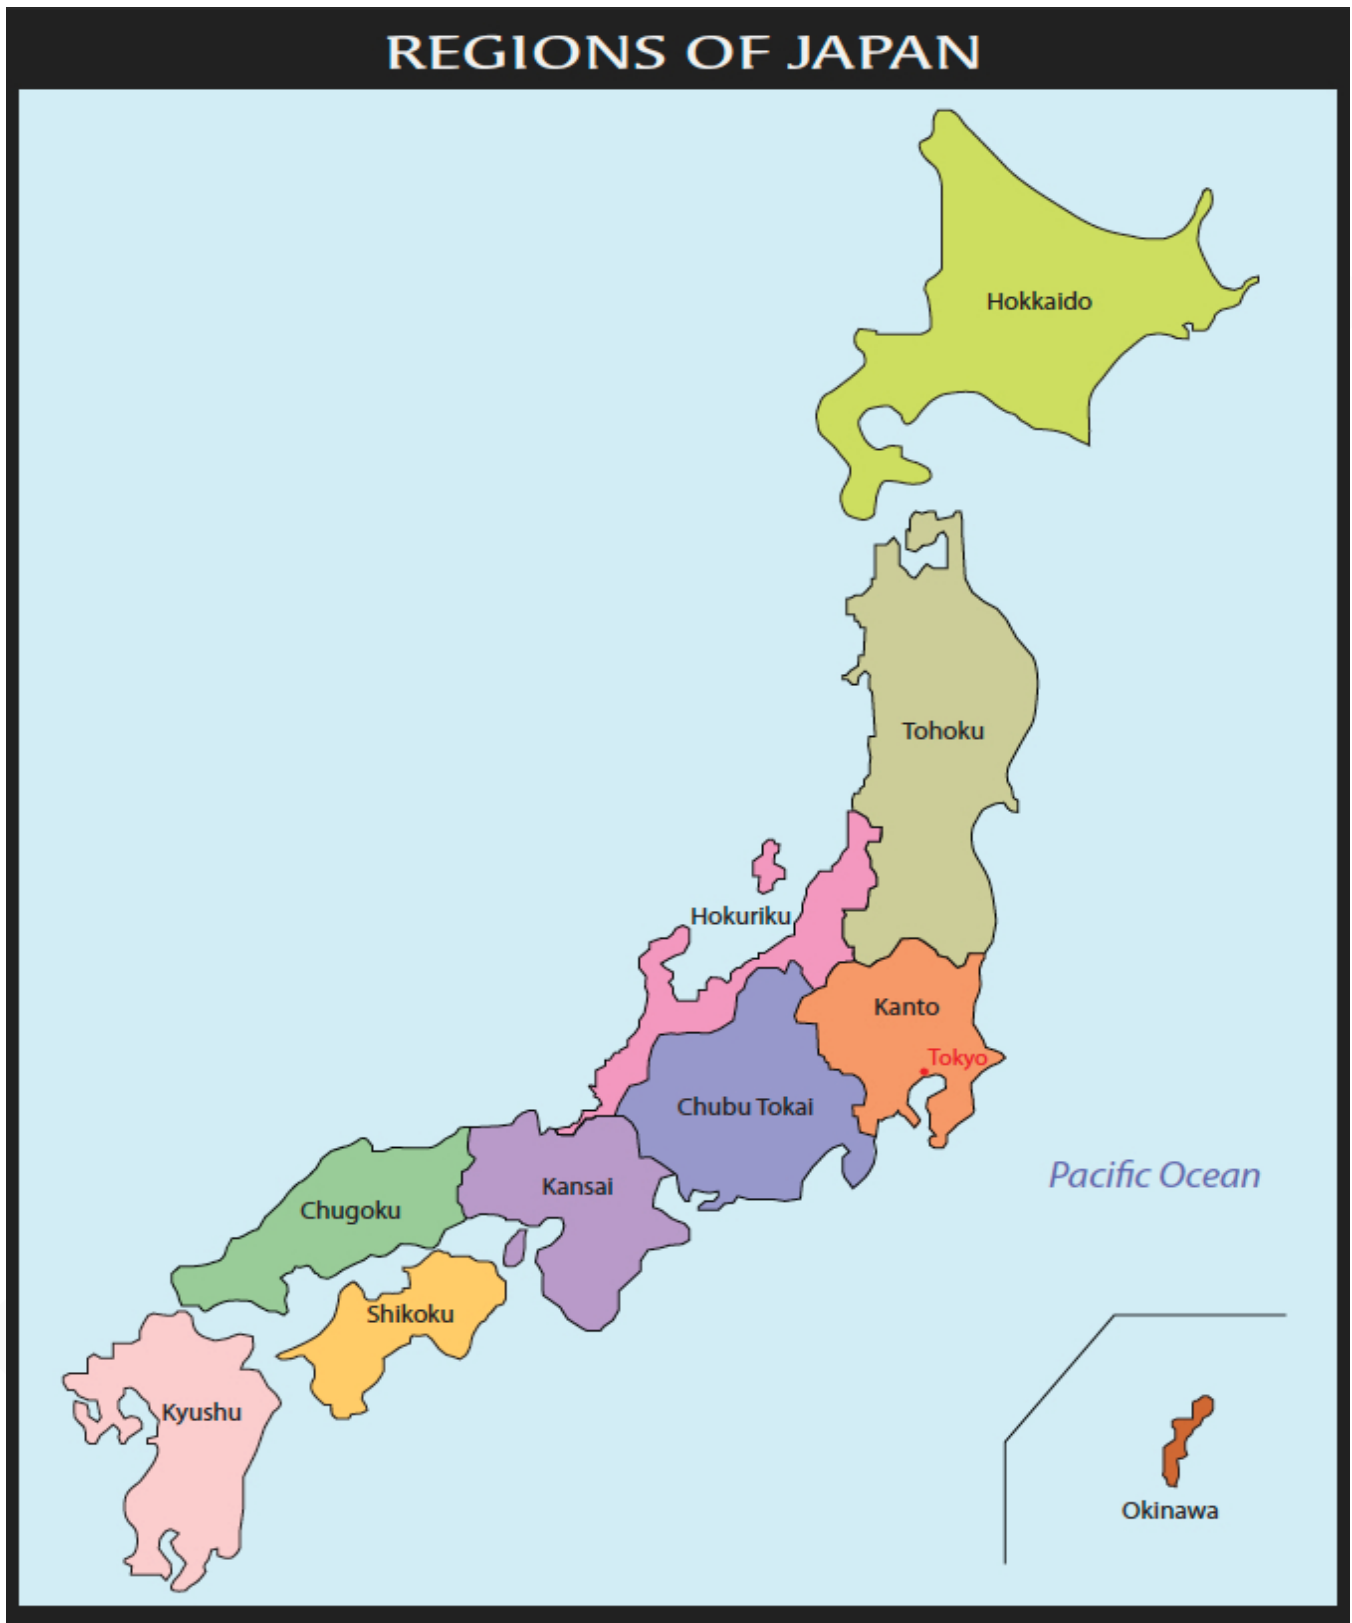 REGIONS OF JAPAN
Hokkaido
Tohoku
Hokuriku
Kanto
Tokyo
Chubu Tokai
Pacific Ocean
Kansai
Chugoku
Shikoku
Kyushu
Okinawa